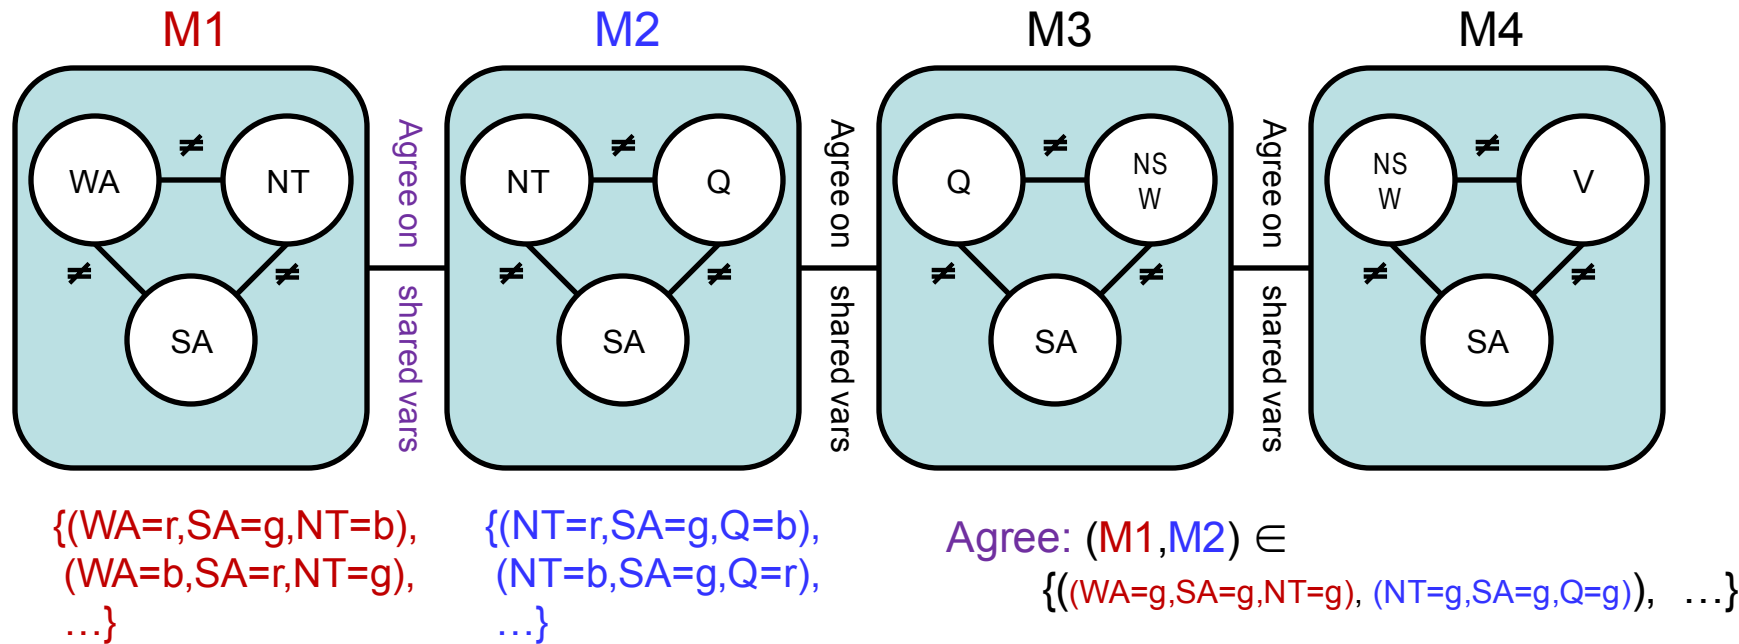 M1
M2
M3
M4
WA
≠
NT
≠
≠
SA
Agree on
shared vars
NT
≠
Q
≠
≠
SA
Agree on
shared vars
Q
≠
NS
W
≠
≠
SA
Agree on
shared vars
NS
W
≠
V
≠
≠
SA
{(WA=r,SA=g,NT=b),
(WA=b,SA=r,NT=g),
…}
{(NT=r,SA=g,Q=b),
(NT=b,SA=g,Q=r),
…}
Agree: (M1,M2) ∈
{((WA=g,SA=g,NT=g), (NT=g,SA=g,Q=g)), …}